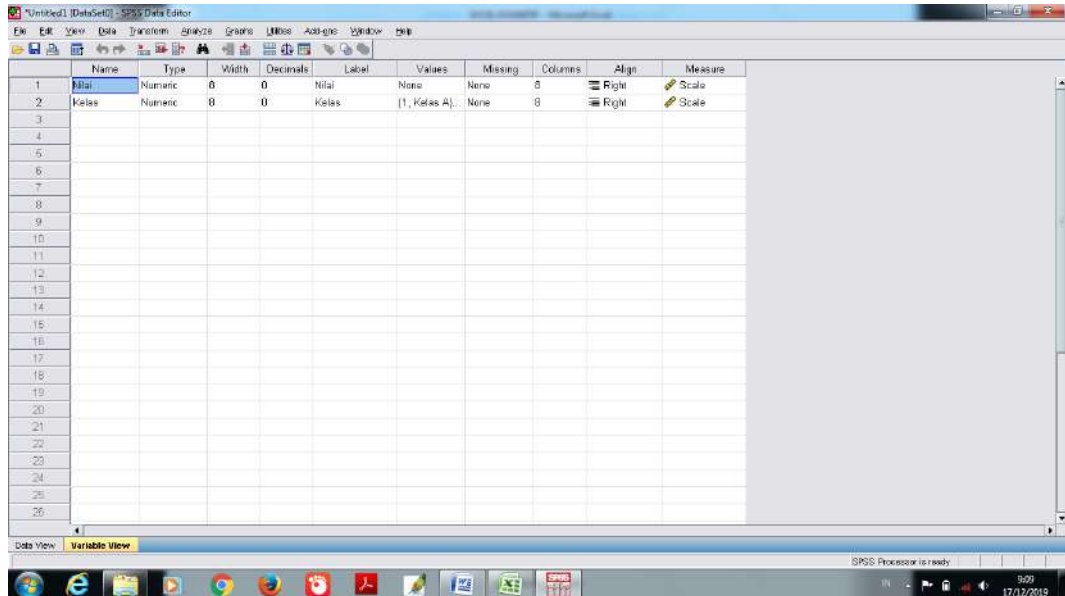 *Untitled1 [DataSet0] - SPSS Data Editor
File Edit View Data Transform Analyze Graphs Utilities Add-ons Window Help
Name Type Width Decimals Label Values Missing Columns Align Measure
1 Nilai Numeric 8 0 Nilai None None 8 Right Scale
2 Kelas Numeric 8 0 Kelas {1, Kelas A}... None 8 Right Scale
3
4
5
6
7
8
9
10
11
12
13
14
15
16
17
18
19
20
21
22
23
24
25
26
Data View Variable View
SPSS Processor is ready
SPSS
IN 9:09
17/12/2019